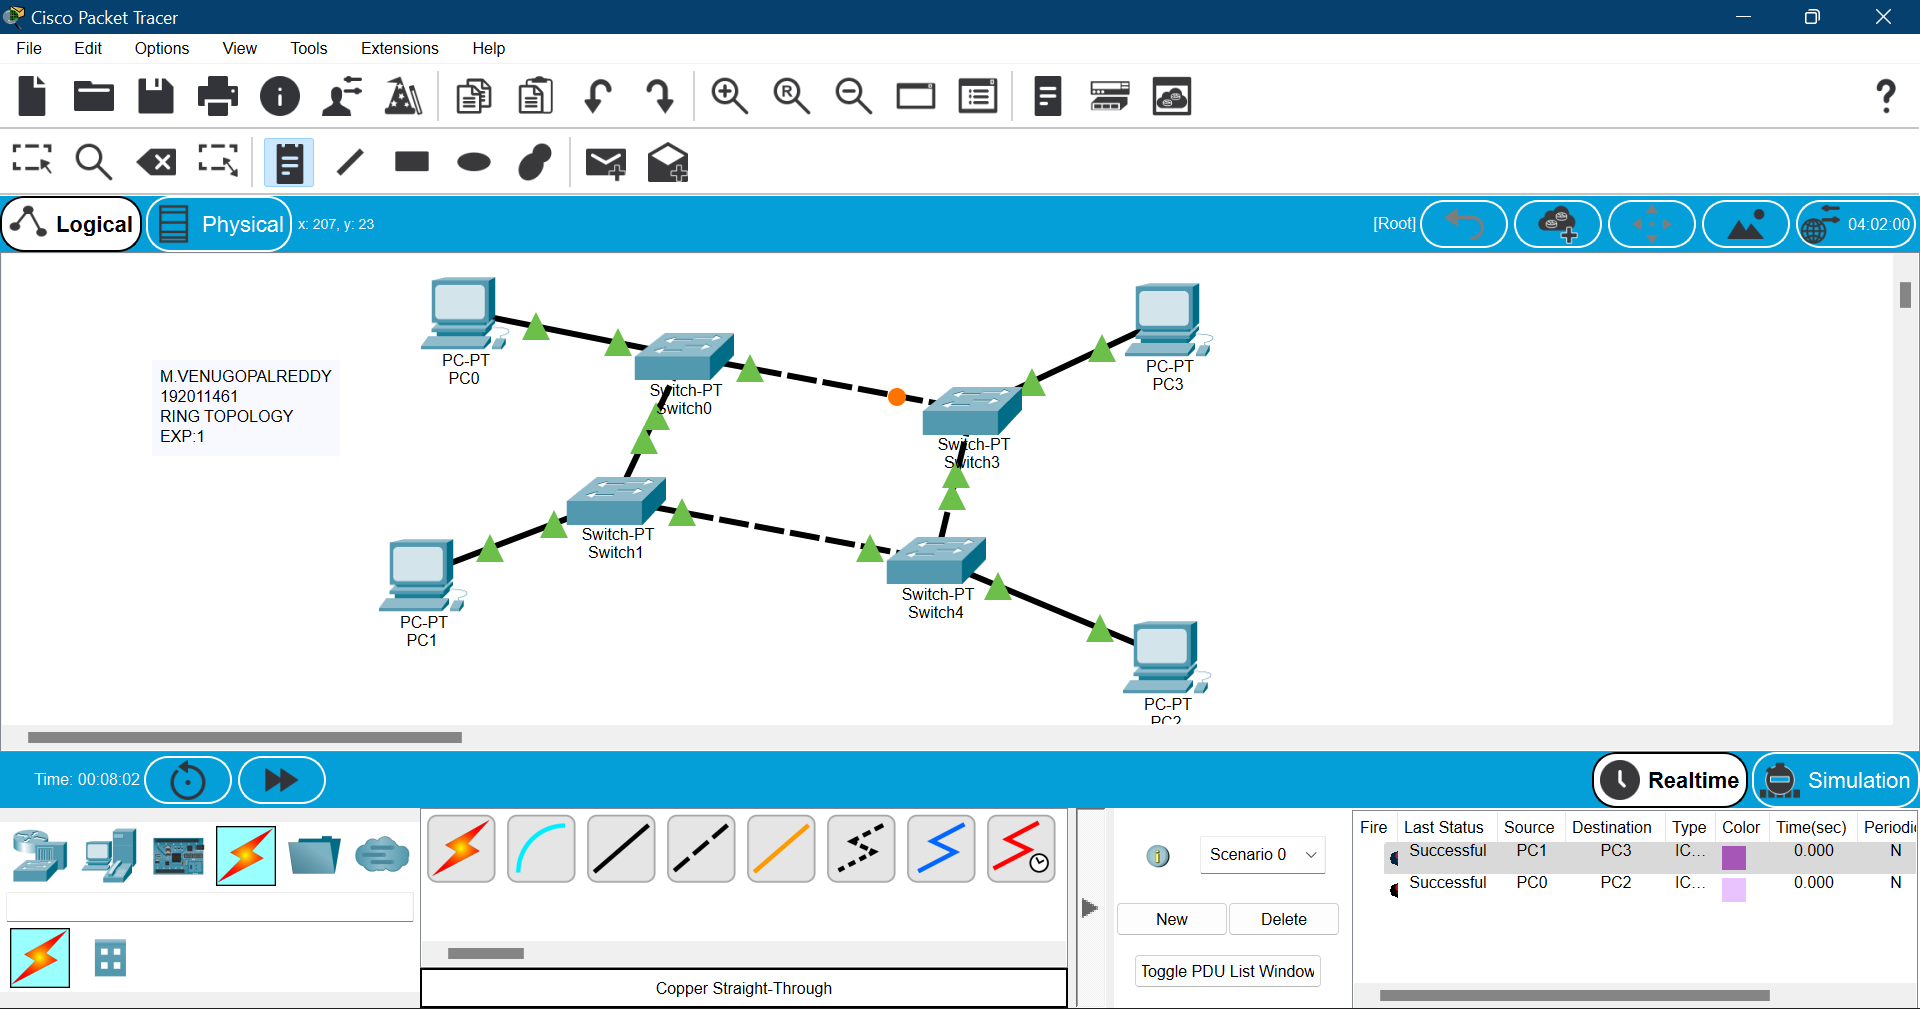 Cisco Packet Tracer
File Edit Options View Tools Extensions Help
Logical Physical x: 207, y: 23 [Root] 04:02:00
PC-PT
PC0
Switch-PT
Switch0
PC-PT
PC3
M.VENUGOPALREDDY
192011461
RING TOPOLOGY
EXP:1
Switch-PT
Switch3
Switch-PT
Switch1
Switch-PT
Switch4
PC-PT
PC1
PC-PT
PC2
Time: 00:08:02 Realtime Simulation
Fire Last Status Source Destination Type Color Time(sec) Periodic
Successful PC1 PC3 IC... 0.000 N
Successful PC0 PC2 IC... 0.000 N
Scenario 0
New Delete
Toggle PDU List Window
Copper Straight-Through